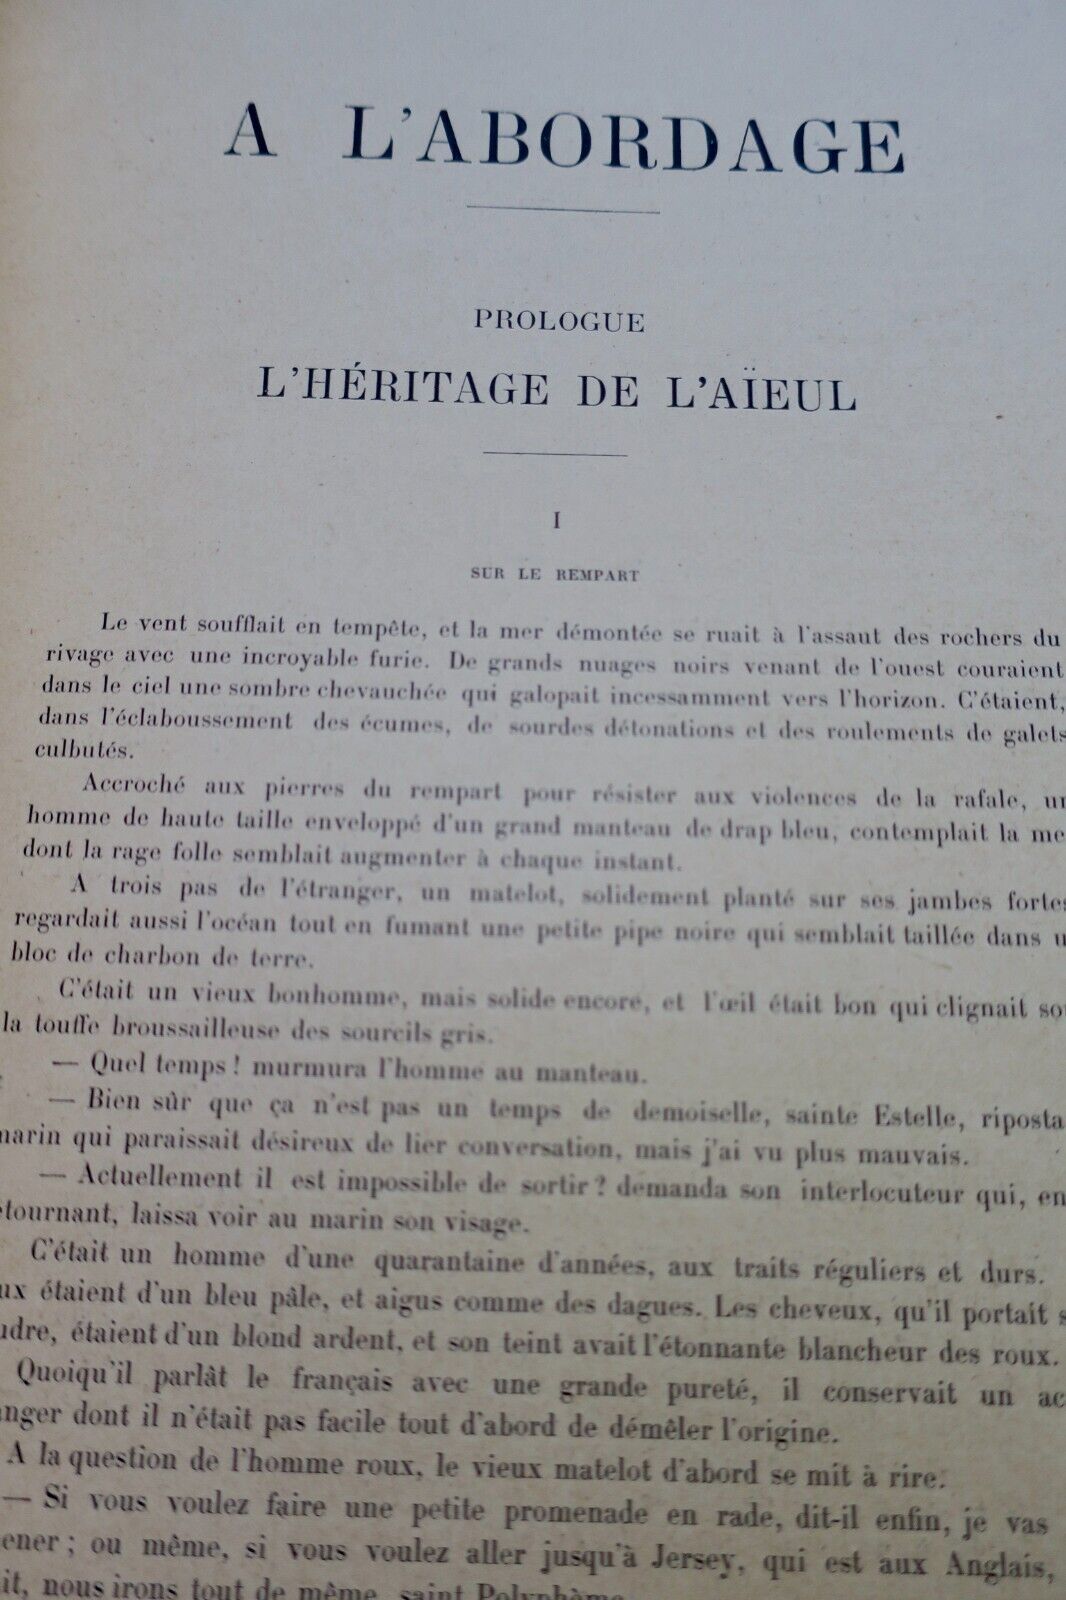 A L'ABORDAGE
PROLOGUE
L'HÉRITAGE DE L'AÏEUL
I
SUR LE REMPART
Le vent soufflait en tempête, et la mer démontée se ruait à l'assaut des rochers du
rivage avec une incroyable furie. De grands nuages noirs venant de l'ouest couraient
dans le ciel une sombre chevauchée qui galopait incessamment vers l'horizon. C'étaient,
dans l'éclaboussement des écumes, de sourdes détonations et des roulements de galets
culbutés.
Accroché aux pierres du rempart pour résister aux violences de la rafale, un
homme de haute taille enveloppé d'un grand manteau de drap bleu, contemplait la me
dont la rage folle semblait augmenter à chaque instant.
A trois pas de l'étranger, un matelot, solidement planté sur ses jambes fortes
regardait aussi l'océan tout en fumant une petite pipe noire qui semblait taillée dans u
bloc de charbon de terre.
C'était un vieux bonhomme, mais solide encore, et l'œil était bon qui clignait sou
la touffe broussailleuse des sourcils gris.
— Quel temps ! murmura l'homme au manteau.
— Bien sûr que ça n'est pas un temps de demoiselle, sainte Estelle, riposta
marin qui paraissait désireux de lier conversation, mais j'ai vu plus mauvais.
— Actuellement il est impossible de sortir ? demanda son interlocuteur qui, en
etournant, laissa voir au marin son visage.
C'était un homme d'une quarantaine d'années, aux traits réguliers et durs.
ux étaient d'un bleu pâle, et aigus comme des dagues. Les cheveux, qu'il portait s
udre, étaient d'un blond ardent, et son teint avait l'étonnante blancheur des roux.
Quoiqu'il parlât le français avec une grande pureté, il conservait un ac
anger dont il n'était pas facile tout d'abord de démêler l'origine.
A la question de l'homme roux, le vieux matelot d'abord se mit à rire.
— Si vous voulez faire une petite promenade en rade, dit-il enfin, je vas
ener ; ou même, si vous voulez aller jusqu'à Jersey, qui est aux Anglais,
it, nous irons tout de même, saint Polyphème